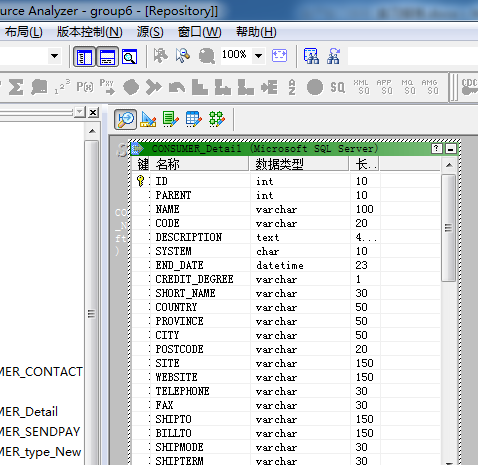 ource Analyzer - group6 - [Repository]]
布局(L) 版本控制(R) 源(S) 窗口(W) 帮助(H)
100%
CONSUMER_Detail (Microsoft SQL Server)
键 名称 数据类型 长..
ID int 10
PARENT int 10
NAME varchar 100
CODE varchar 20
DESCRIPTION text 4...
SYSTEM char 10
END_DATE datetime 23
CREDIT_DEGREE varchar 1
SHORT_NAME varchar 30
COUNTRY varchar 50
PROVINCE varchar 50
CITY varchar 50
POSTCODE varchar 20
SITE varchar 150
WEBSITE varchar 150
TELEPHONE varchar 30
FAX varchar 30
SHIPTO varchar 150
BILLTO varchar 150
SHIPMODE varchar 30
SHIPTERM varchar 30
MER_CONTACT
MER_Detail
MER_SENDPAY
MER_type_New